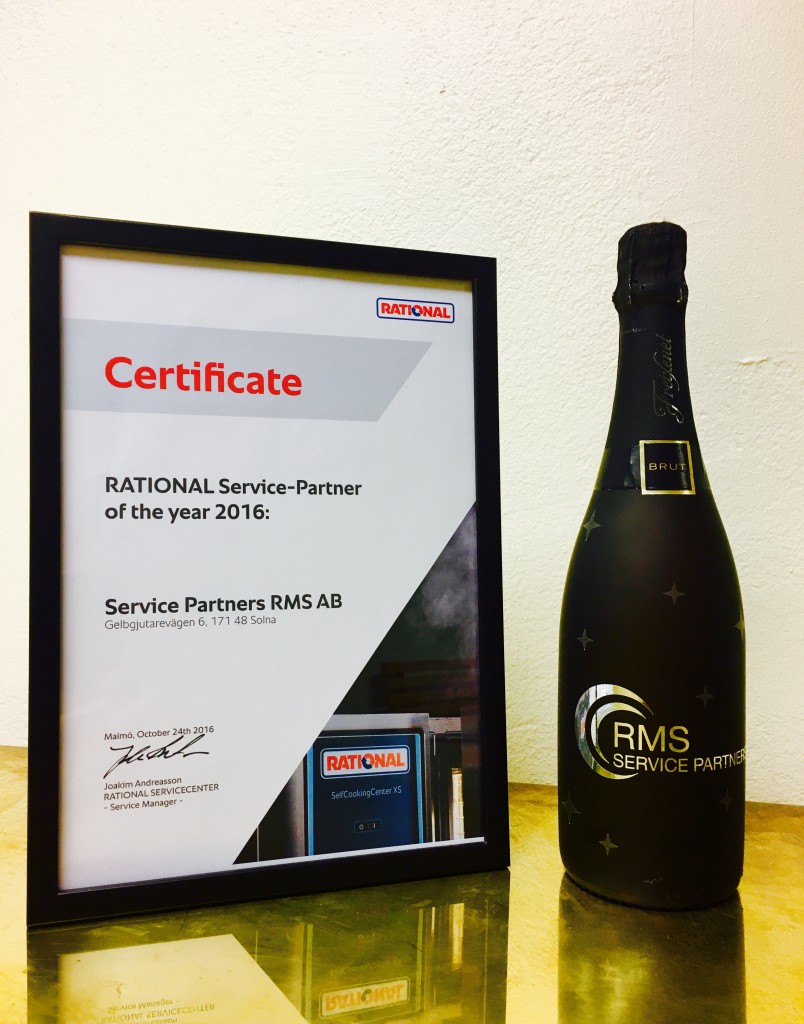 RATIONAL
Certificate
RATIONAL Service-Partner
of the year 2016:
Service Partners RMS AB
Gelbgjutarevägen 6, 171 48 Solna
Malmö, October 24th 2016
Joakim Andreasson
RATIONAL SERVICECENTER
- Service Manager -
RATIONAL
SelfCookingCenter XS
Freixenet
BRUT
RMS
SERVICE PARTNERS